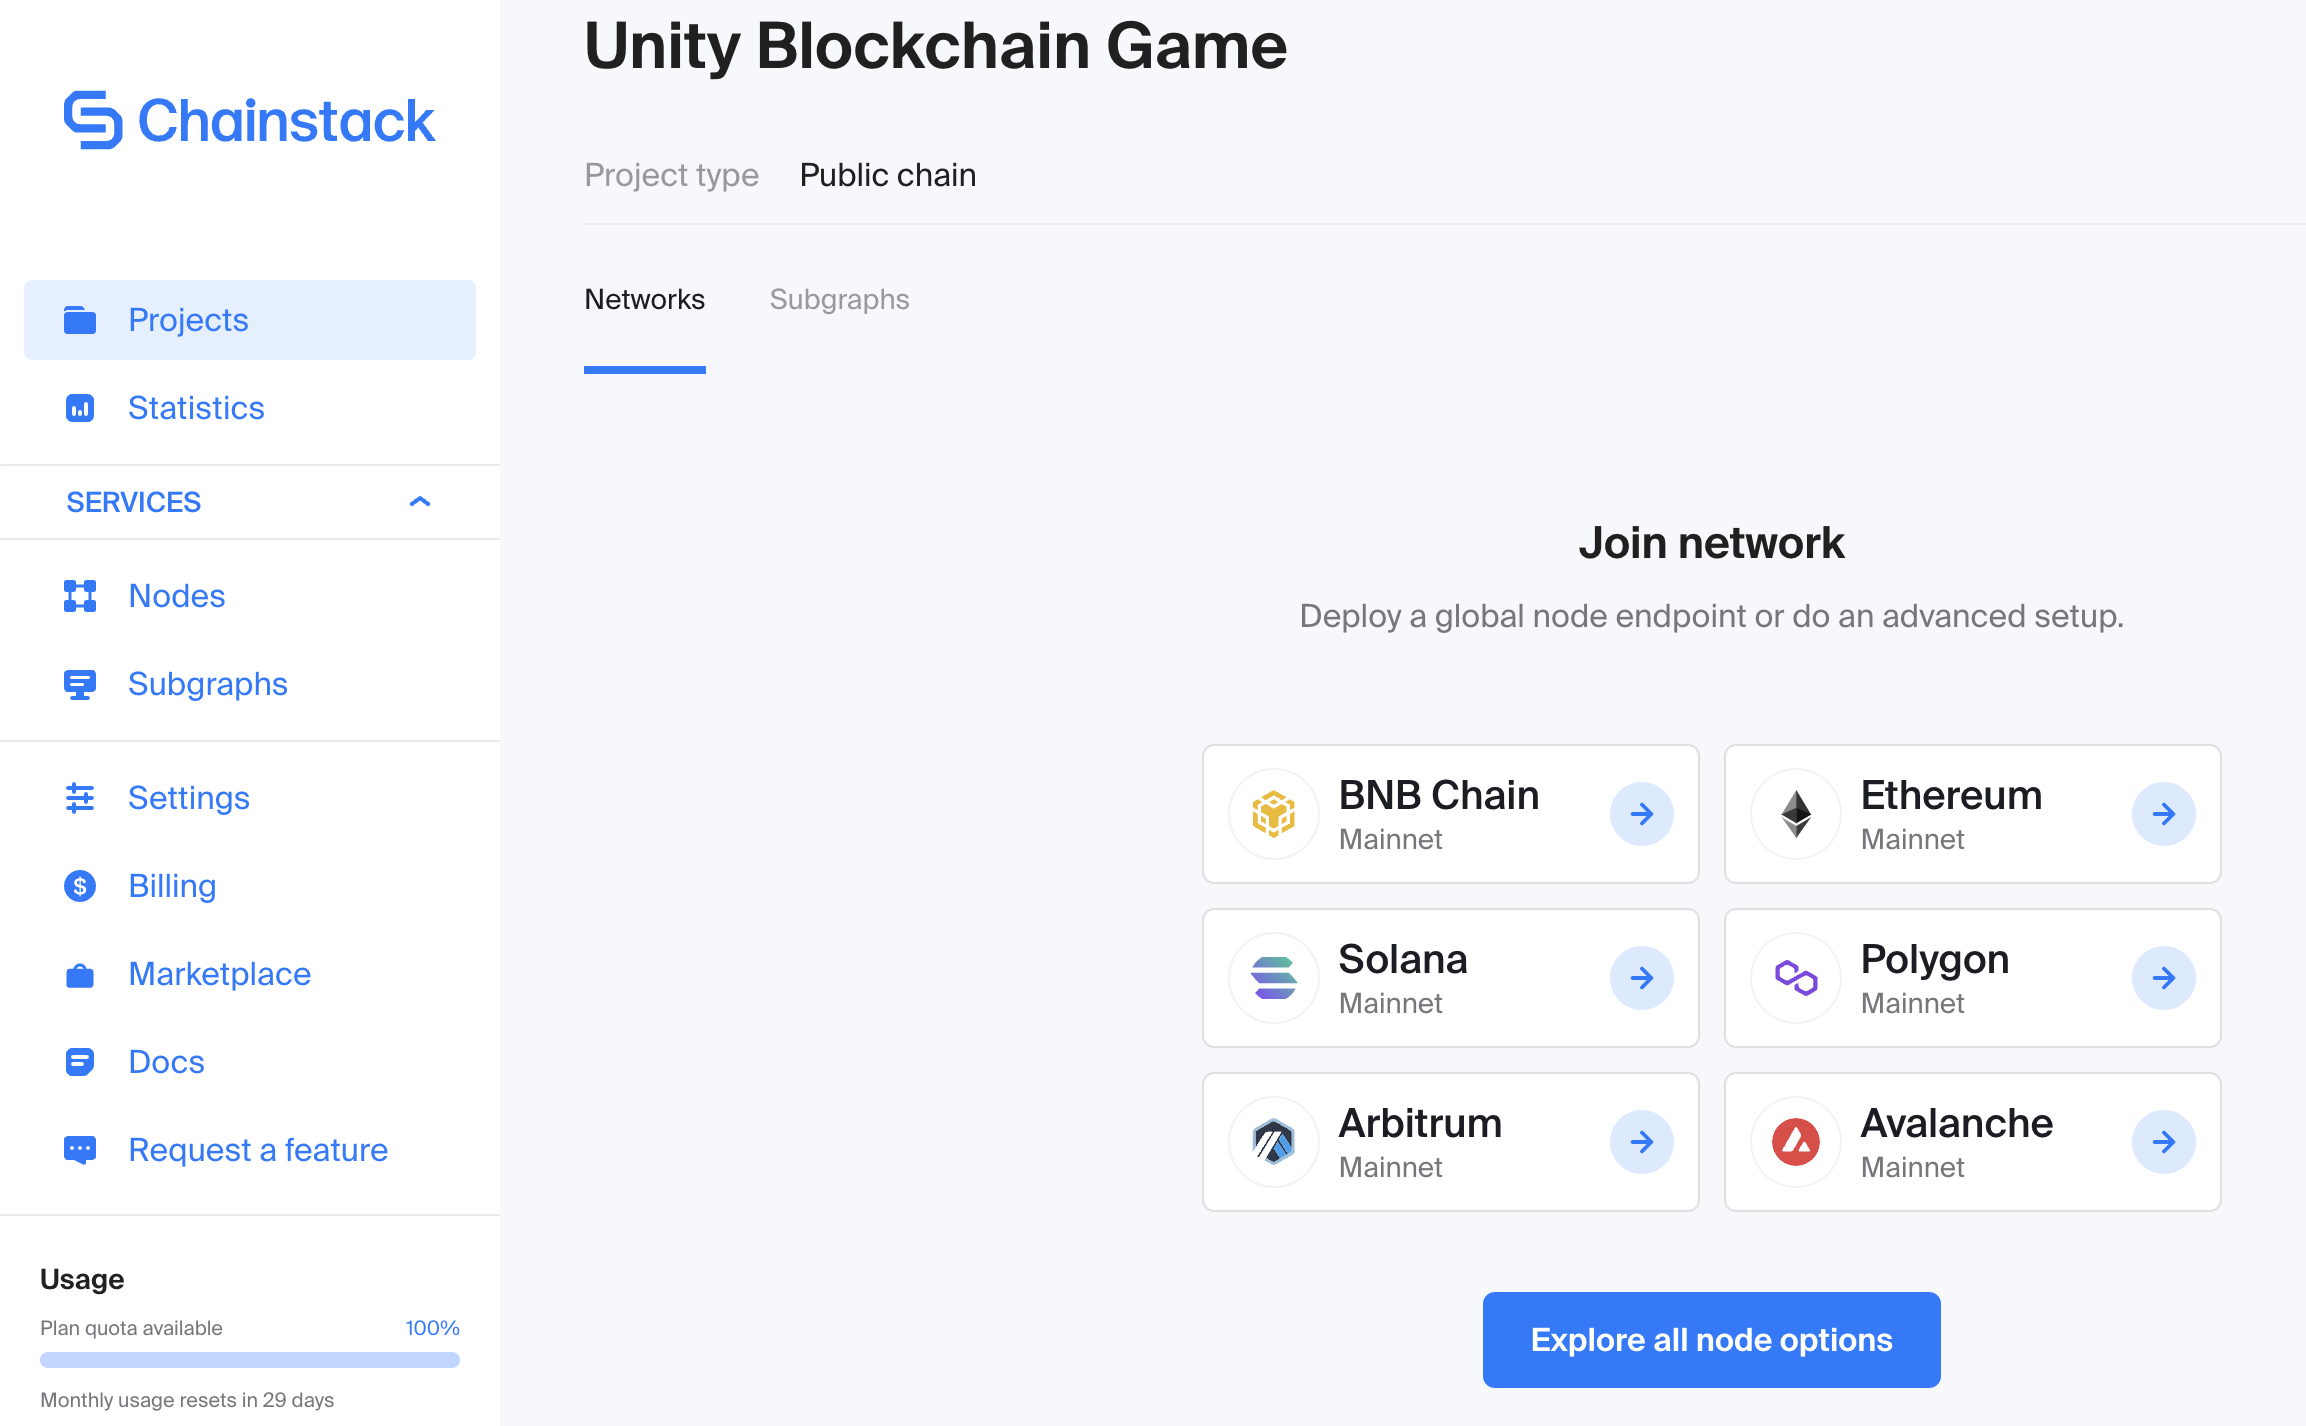 Chainstack
Projects
Statistics
SERVICES
Nodes
Subgraphs
Settings
Billing
Marketplace
Docs
Request a feature
Usage
Plan quota available 100%
Monthly usage resets in 29 days
Unity Blockchain Game
Project type Public chain
Networks Subgraphs
Join network
Deploy a global node endpoint or do an advanced setup.
BNB Chain
Mainnet
Ethereum
Mainnet
Solana
Mainnet
Polygon
Mainnet
Arbitrum
Mainnet
Avalanche
Mainnet
Explore all node options